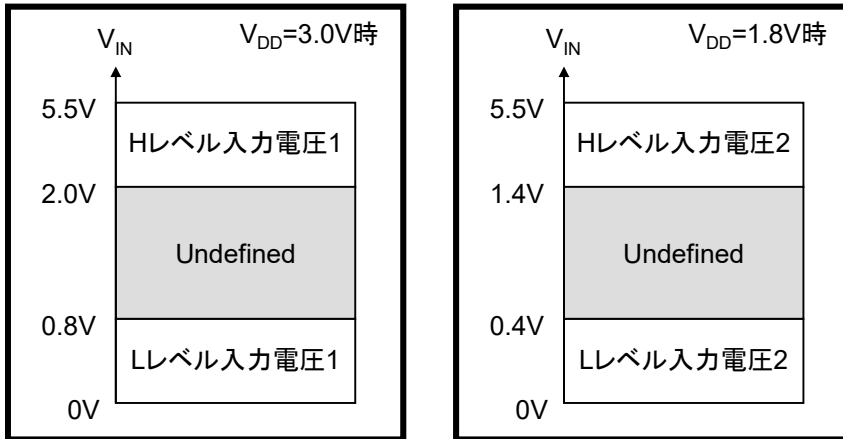 V_IN V_DD=3.0V時
5.5V
Hレベル入力電圧1
2.0V
Undefined
0.8V
Lレベル入力電圧1
0V
V_IN V_DD=1.8V時
5.5V
Hレベル入力電圧2
1.4V
Undefined
0.4V
Lレベル入力電圧2
0V